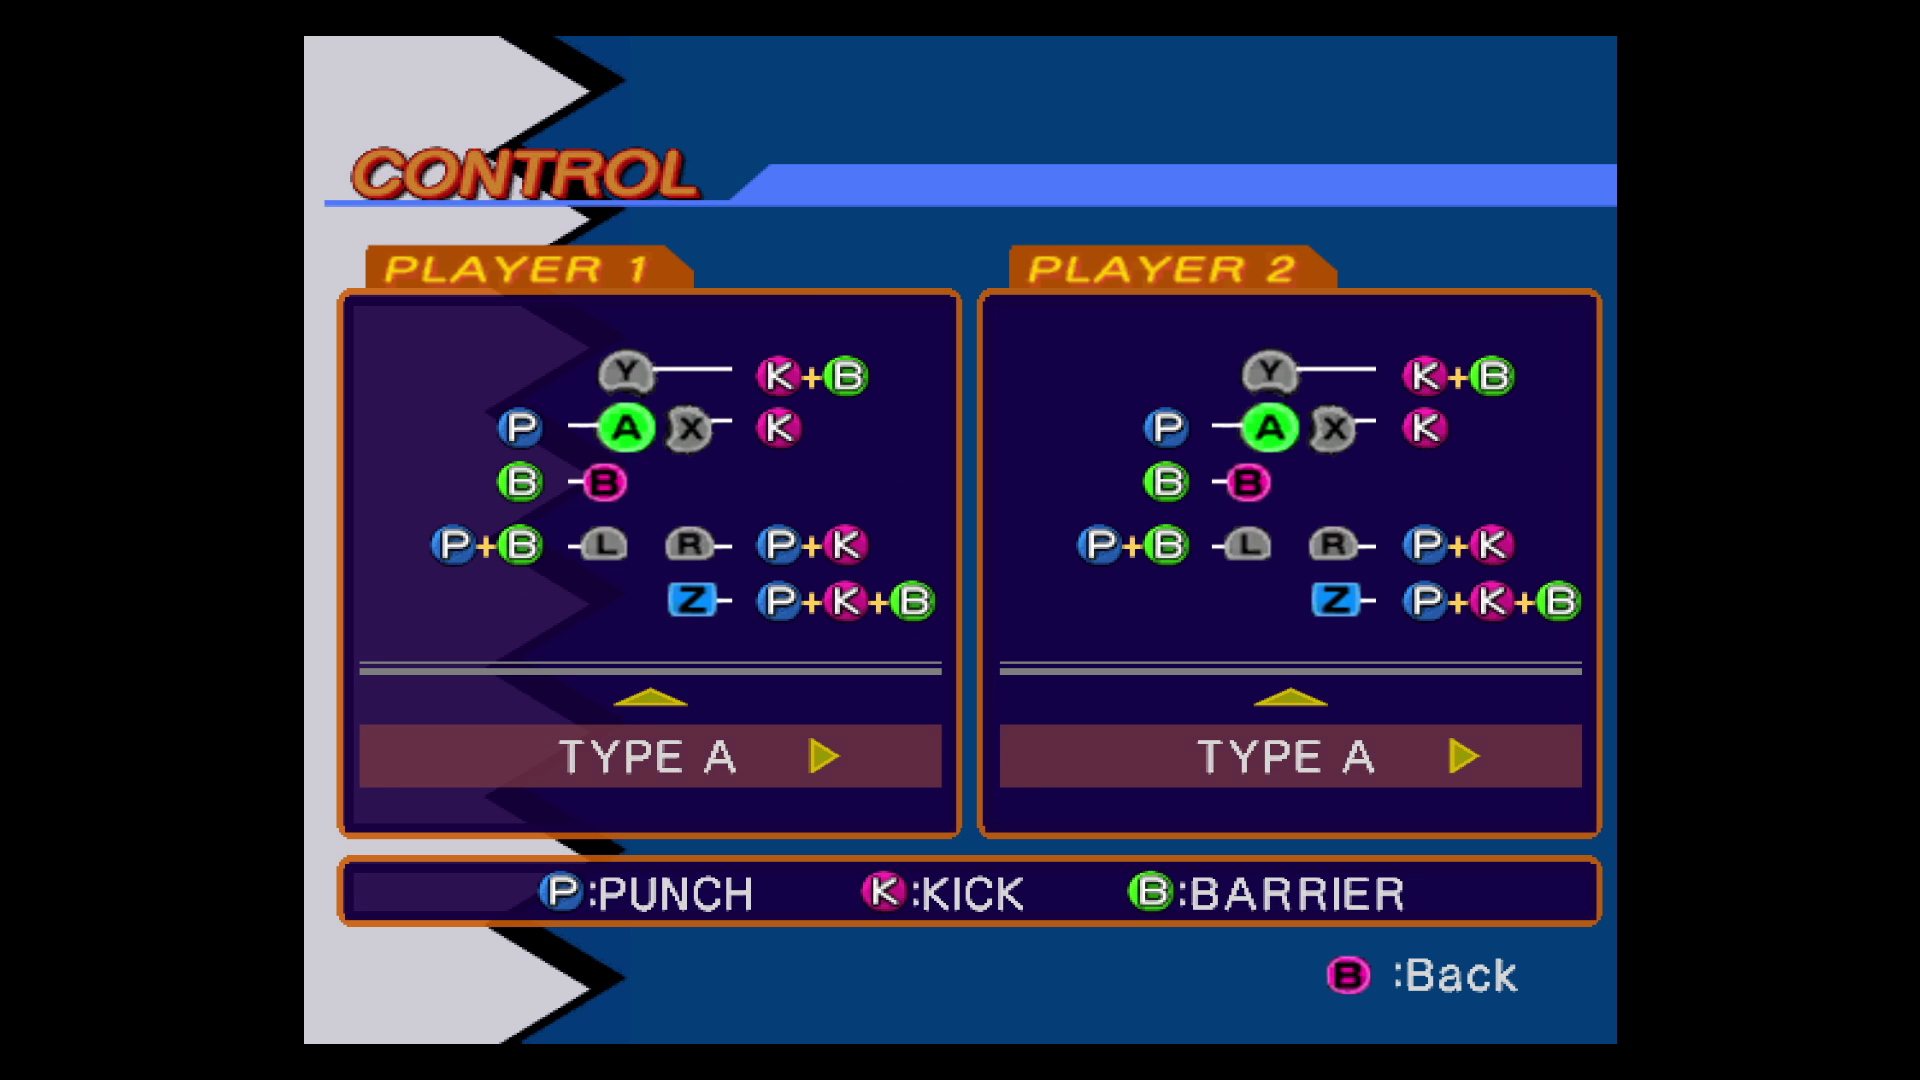 CONTROL
PLAYER 1
Y K+B
P A X K
B B
P+B L R P+K
Z P+K+B
TYPE A
PLAYER 2
Y K+B
P A X K
B B
P+B L R P+K
Z P+K+B
TYPE A
P:PUNCH K:KICK B:BARRIER
B :Back